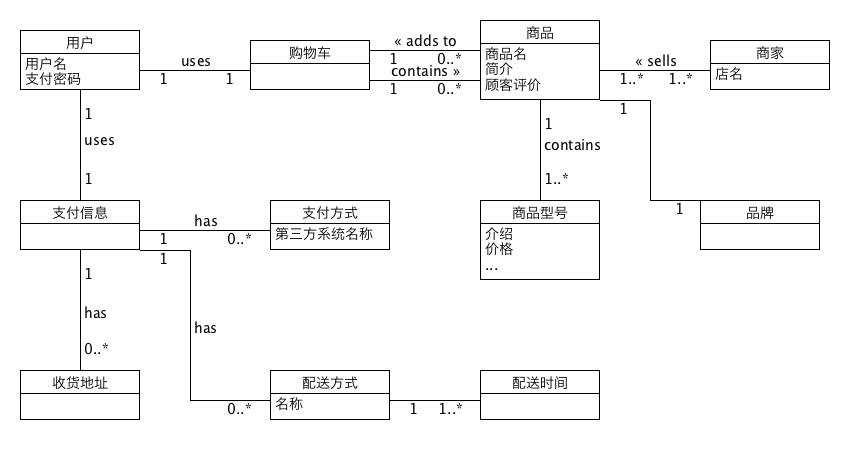 用户
用户名
支付密码
uses
1
1
购物车
« adds to
1
0..*
contains »
1
0..*
商品
商品名
简介
顾客评价
« sells
1..*
1..*
商家
店名
1
uses
1
1
contains
1..*
1
1
品牌
支付信息
has
1
0..*
支付方式
第三方系统名称
商品型号
介绍
价格
...
1
has
0..*
1
has
0..*
收货地址
配送方式
名称
1
1..*
配送时间